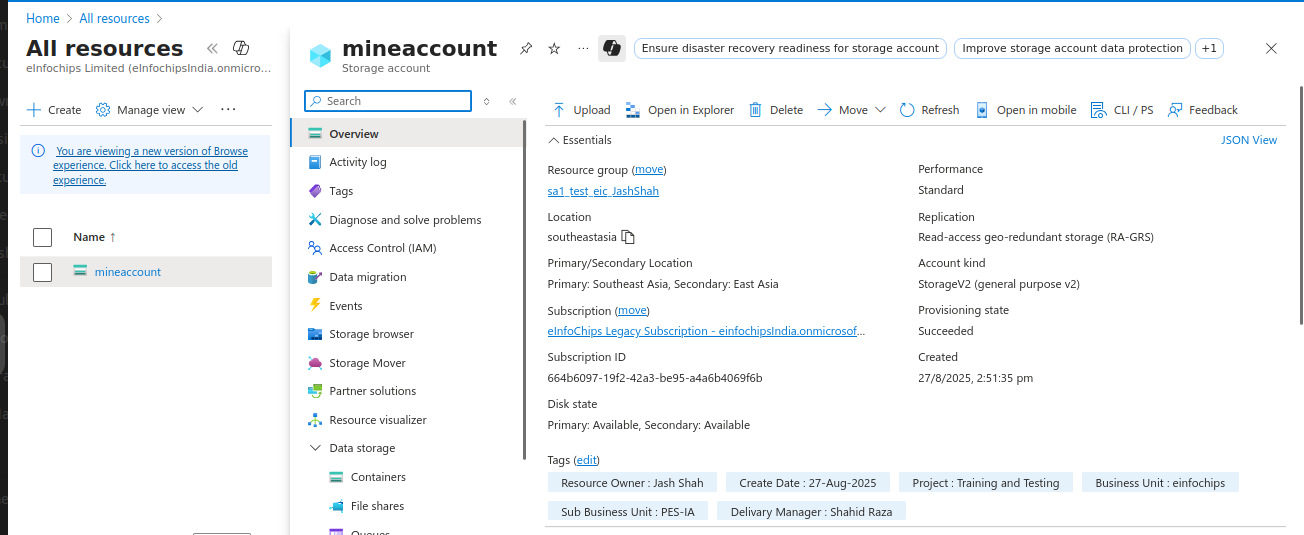 Home > All resources >
All resources
eInfochips Limited (eInfochipsIndia.onmicro...
Create
Manage view
...
You are viewing a new version of Browse
experience. Click here to access the old
experience.
Name ↑
mineaccount
mineaccount
Storage account
...
Ensure disaster recovery readiness for storage account
Improve storage account data protection
+1
Search
Overview
Activity log
Tags
Diagnose and solve problems
Access Control (IAM)
Data migration
Events
Storage browser
Storage Mover
Partner solutions
Resource visualizer
Data storage
Containers
File shares
Queues
Upload
Open in Explorer
Delete
Move
Refresh
Open in mobile
CLI / PS
Feedback
Essentials
JSON View
Resource group (move)
sa1_test_eic_JashShah
Location
southeastasia
Primary/Secondary Location
Primary: Southeast Asia, Secondary: East Asia
Subscription (move)
eInfoChips Legacy Subscription - einfochipsIndia.onmicrosof...
Subscription ID
664b6097-19f2-42a3-be95-a4a6b4069f6b
Disk state
Primary: Available, Secondary: Available
Performance
Standard
Replication
Read-access geo-redundant storage (RA-GRS)
Account kind
StorageV2 (general purpose v2)
Provisioning state
Succeeded
Created
27/8/2025, 2:51:35 pm
Tags (edit)
Resource Owner : Jash Shah
Create Date : 27-Aug-2025
Project : Training and Testing
Business Unit : einfochips
Sub Business Unit : PES-IA
Delivary Manager : Shahid Raza